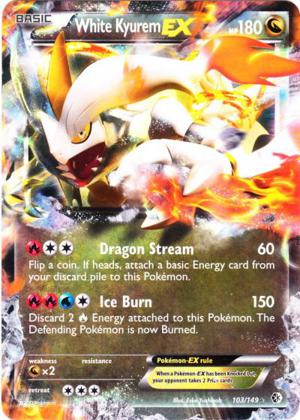 BASIC
White Kyurem EX HP 180
Dragon Stream 60
Flip a coin. If heads, attach a basic Energy card from
your discard pile to this Pokémon.
Ice Burn 150
Discard 2 Energy attached to this Pokémon. The
Defending Pokémon is now Burned.
weakness resistance
×2
Pokémon-EX rule
When a Pokémon-EX has been Knocked Out,
your opponent takes 2 Prize cards.
retreat
103/149